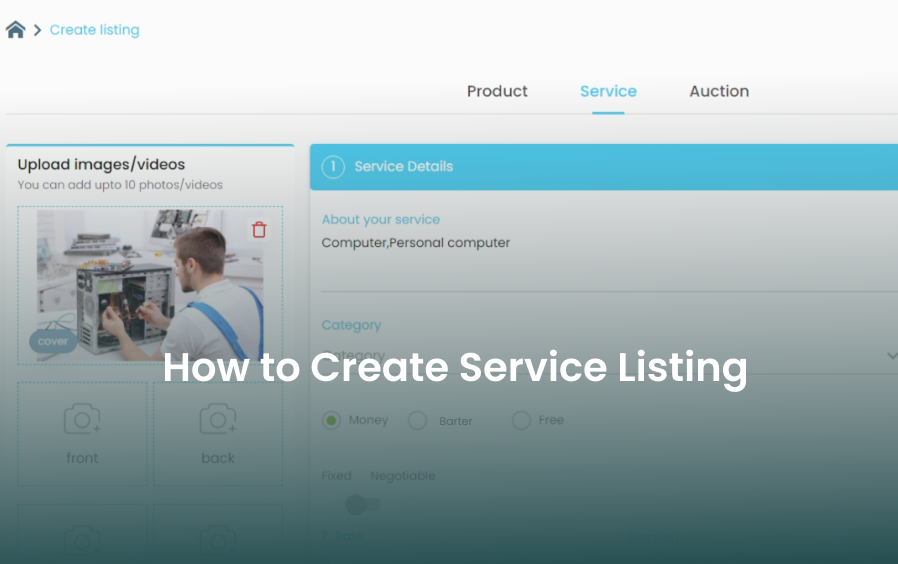 Create listing
Product Service Auction
Upload images/videos
You can add upto 10 photos/videos
cover
front back
1 Service Details
About your service
Computer,Personal computer
Category
Category
How to Create Service Listing
Money Barter Free
Fixed Negotiable